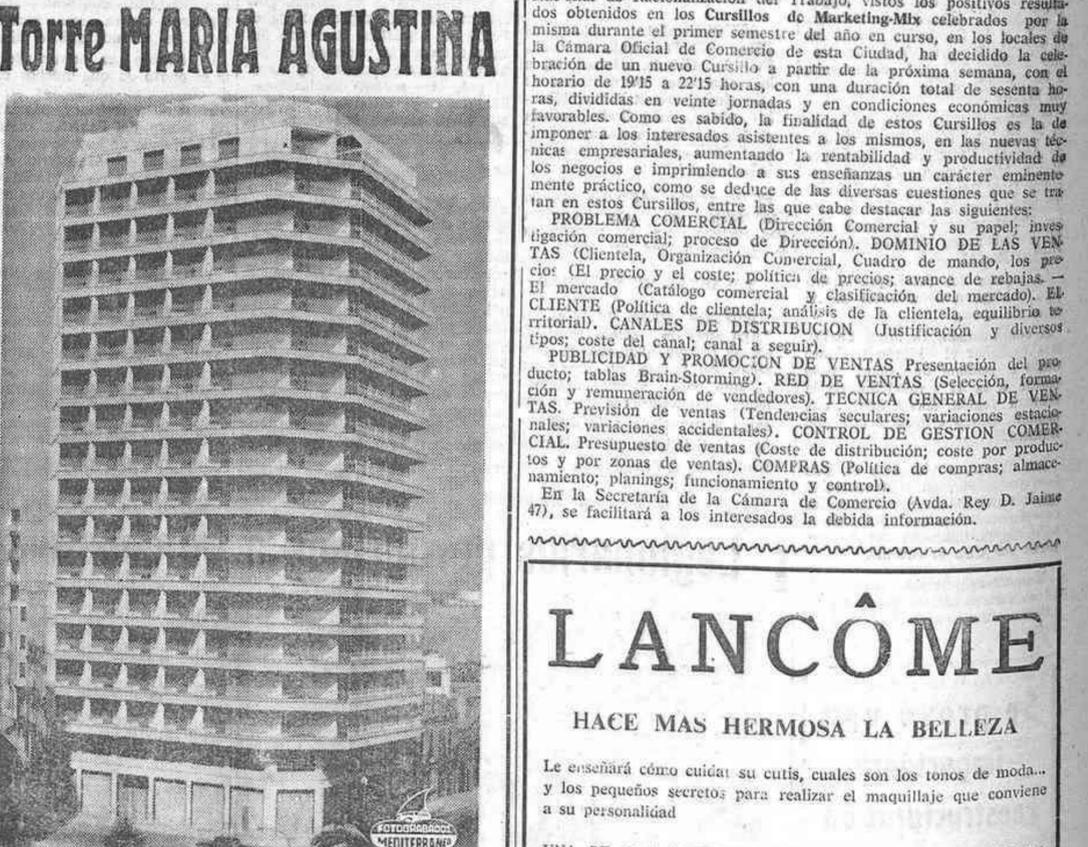 Torre MARIA AGUSTINA
FOTOGRABADOS
MEDITERRANEO
dos obtenidos en los Cursillos de Marketing-Mix celebrados por la
misma durante el primer semestre del año en curso, en los locales de
la Cámara Oficial de Comercio de esta Ciudad, ha decidido la cele-
bración de un nuevo Cursillo a partir de la próxima semana, con el
horario de 19'15 a 22'15 horas, con una duración total de sesenta ho-
ras, divididas en veinte jornadas y en condiciones económicas muy
favorables. Como es sabido, la finalidad de estos Cursillos es la de
imponer a los interesados asistentes a los mismos, en las nuevas téc-
nicas empresariales, aumentando la rentabilidad y productividad de
los negocios e imprimiendo a sus enseñanzas un carácter eminente
mente práctico, como se deduce de las diversas cuestiones que se tra
tan en estos Cursillos, entre las que cabe destacar las siguientes:
PROBLEMA COMERCIAL (Dirección Comercial y su papel; inves
tigación comercial; proceso de Dirección). DOMINIO DE LAS VEN-
TAS (Clientela, Organización Comercial, Cuadro de mando, los pre-
cios (El precio y el coste; política de precios; avance de rebajas. —
El mercado (Catálogo comercial y clasificación del mercado). EL
CLIENTE (Política de clientela; análisis de la clientela, equilibrio te-
rritorial). CANALES DE DISTRIBUCION (Justificación y diversos
tipos; coste del canal; canal a seguir).
PUBLICIDAD Y PROMOCION DE VENTAS Presentación del pro-
ducto; tablas Brain-Storming). RED DE VENTAS (Selección, forma-
ción y remuneración de vendedores). TECNICA GENERAL DE VEN-
TAS. Previsión de ventas (Tendencias seculares; variaciones estacio-
nales; variaciones accidentales). CONTROL DE GESTION COMER-
CIAL. Presupuesto de ventas (Coste de distribución; coste por produc-
tos y por zonas de ventas). COMPRAS (Política de compras; almace-
namiento; planings; funcionamiento y control).
En la Secretaría de la Cámara de Comercio (Avda. Rey D. Jaime
47), se facilitará a los interesados la debida información.
LANCÔME
HACE MAS HERMOSA LA BELLEZA
Le enseñará cómo cuidar su cutis, cuales son los tonos de moda...
y los pequeños secretos para realizar el maquillaje que conviene
a su personalidad